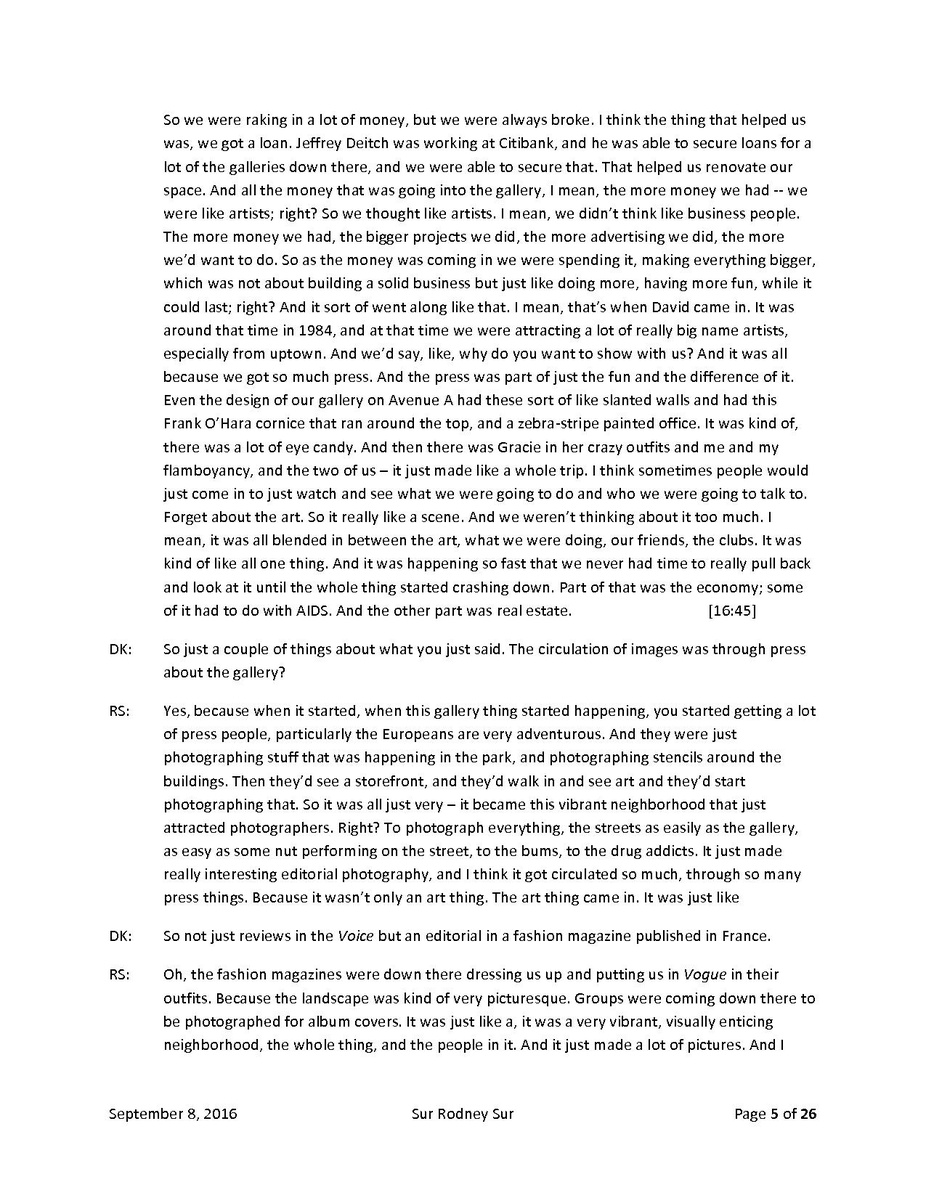 So we were raking in a lot of money, but we were always broke. I think the thing that helped us
was, we got a loan. Jeffrey Deitch was working at Citibank, and he was able to secure loans for a
lot of the galleries down there, and we were able to secure that. That helped us renovate our
space. And all the money that was going into the gallery, I mean, the more money we had -- we
were like artists; right? So we thought like artists. I mean, we didn’t think like business people.
The more money we had, the bigger projects we did, the more advertising we did, the more
we’d want to do. So as the money was coming in we were spending it, making everything bigger,
which was not about building a solid business but just like doing more, having more fun, while it
could last; right? And it sort of went along like that. I mean, that’s when David came in. It was
around that time in 1984, and at that time we were attracting a lot of really big name artists,
especially from uptown. And we’d say, like, why do you want to show with us? And it was all
because we got so much press. And the press was part of just the fun and the difference of it.
Even the design of our gallery on Avenue A had these sort of like slanted walls and had this
Frank O’Hara cornice that ran around the top, and a zebra-stripe painted office. It was kind of,
there was a lot of eye candy. And then there was Gracie in her crazy outfits and me and my
flamboyancy, and the two of us – it just made like a whole trip. I think sometimes people would
just come in to just watch and see what we were going to do and who we were going to talk to.
Forget about the art. So it really like a scene. And we weren’t thinking about it too much. I
mean, it was all blended in between the art, what we were doing, our friends, the clubs. It was
kind of like all one thing. And it was happening so fast that we never had time to really pull back
and look at it until the whole thing started crashing down. Part of that was the economy; some
of it had to do with AIDS. And the other part was real estate. [16:45]
DK: So just a couple of things about what you just said. The circulation of images was through press
about the gallery?
RS: Yes, because when it started, when this gallery thing started happening, you started getting a lot
of press people, particularly the Europeans are very adventurous. And they were just
photographing stuff that was happening in the park, and photographing stencils around the
buildings. Then they’d see a storefront, and they’d walk in and see art and they’d start
photographing that. So it was all just very – it became this vibrant neighborhood that just
attracted photographers. Right? To photograph everything, the streets as easily as the gallery,
as easy as some nut performing on the street, to the bums, to the drug addicts. It just made
really interesting editorial photography, and I think it got circulated so much, through so many
press things. Because it wasn’t only an art thing. The art thing came in. It was just like
DK: So not just reviews in the Voice but an editorial in a fashion magazine published in France.
RS: Oh, the fashion magazines were down there dressing us up and putting us in Vogue in their
outfits. Because the landscape was kind of very picturesque. Groups were coming down there to
be photographed for album covers. It was just like a, it was a very vibrant, visually enticing
neighborhood, the whole thing, and the people in it. And it just made a lot of pictures. And I
September 8, 2016 Sur Rodney Sur Page 5 of 26